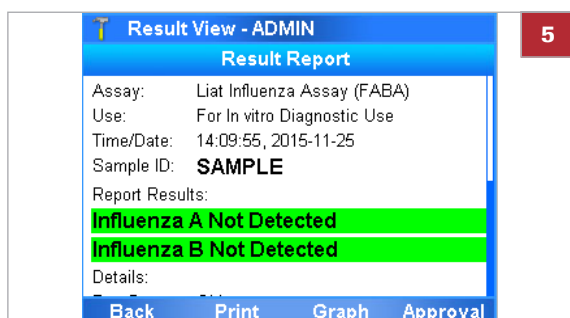 Result View - ADMIN
5
Result Report
Assay: Liat Influenza Assay (FABA)
Use: For In vitro Diagnostic Use
Time/Date: 14:09:55, 2015-11-25
Sample ID: SAMPLE
Report Results:
Influenza A Not Detected
Influenza B Not Detected
Details:
Back Print Graph Approval